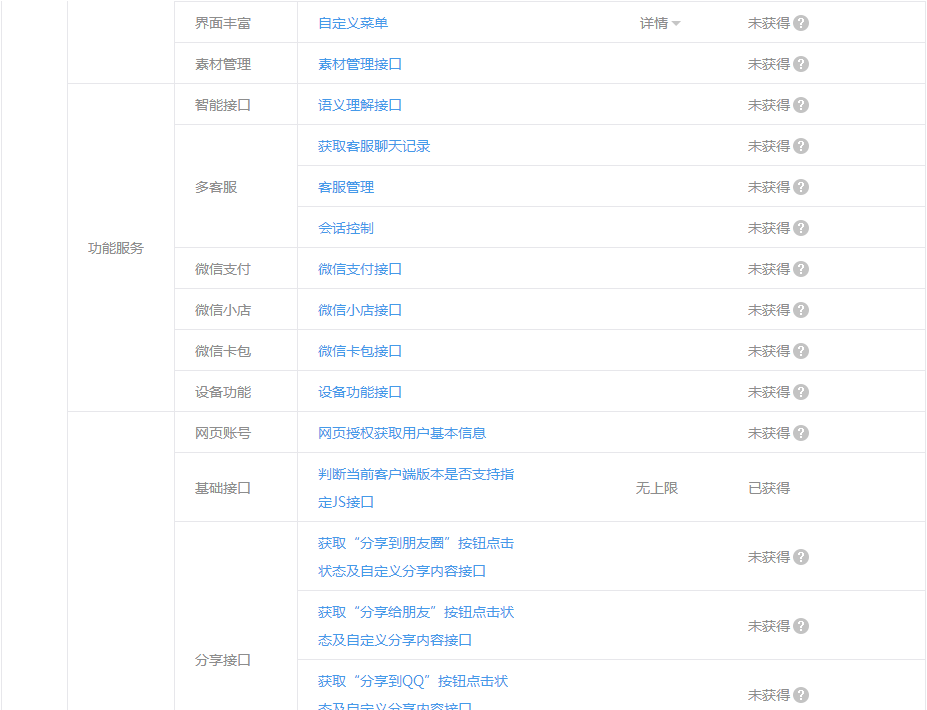 界面丰富 自定义菜单 详情 未获得 ?
素材管理 素材管理接口 未获得 ?
智能接口 语义理解接口 未获得 ?
获取客服聊天记录 未获得 ?
多客服 客服管理 未获得 ?
会话控制 未获得 ?
功能服务
微信支付 微信支付接口 未获得 ?
微信小店 微信小店接口 未获得 ?
微信卡包 微信卡包接口 未获得 ?
设备功能 设备功能接口 未获得 ?
网页账号 网页授权获取用户基本信息 未获得 ?
判断当前客户端版本是否支持指
基础接口 无上限 已获得
定JS接口
获取“分享到朋友圈”按钮点击
未获得 ?
状态及自定义分享内容接口
获取“分享给朋友”按钮点击状
未获得 ?
态及自定义分享内容接口
分享接口
获取“分享到QQ”按钮点击状
未获得 ?
态及自定义分享内容接口